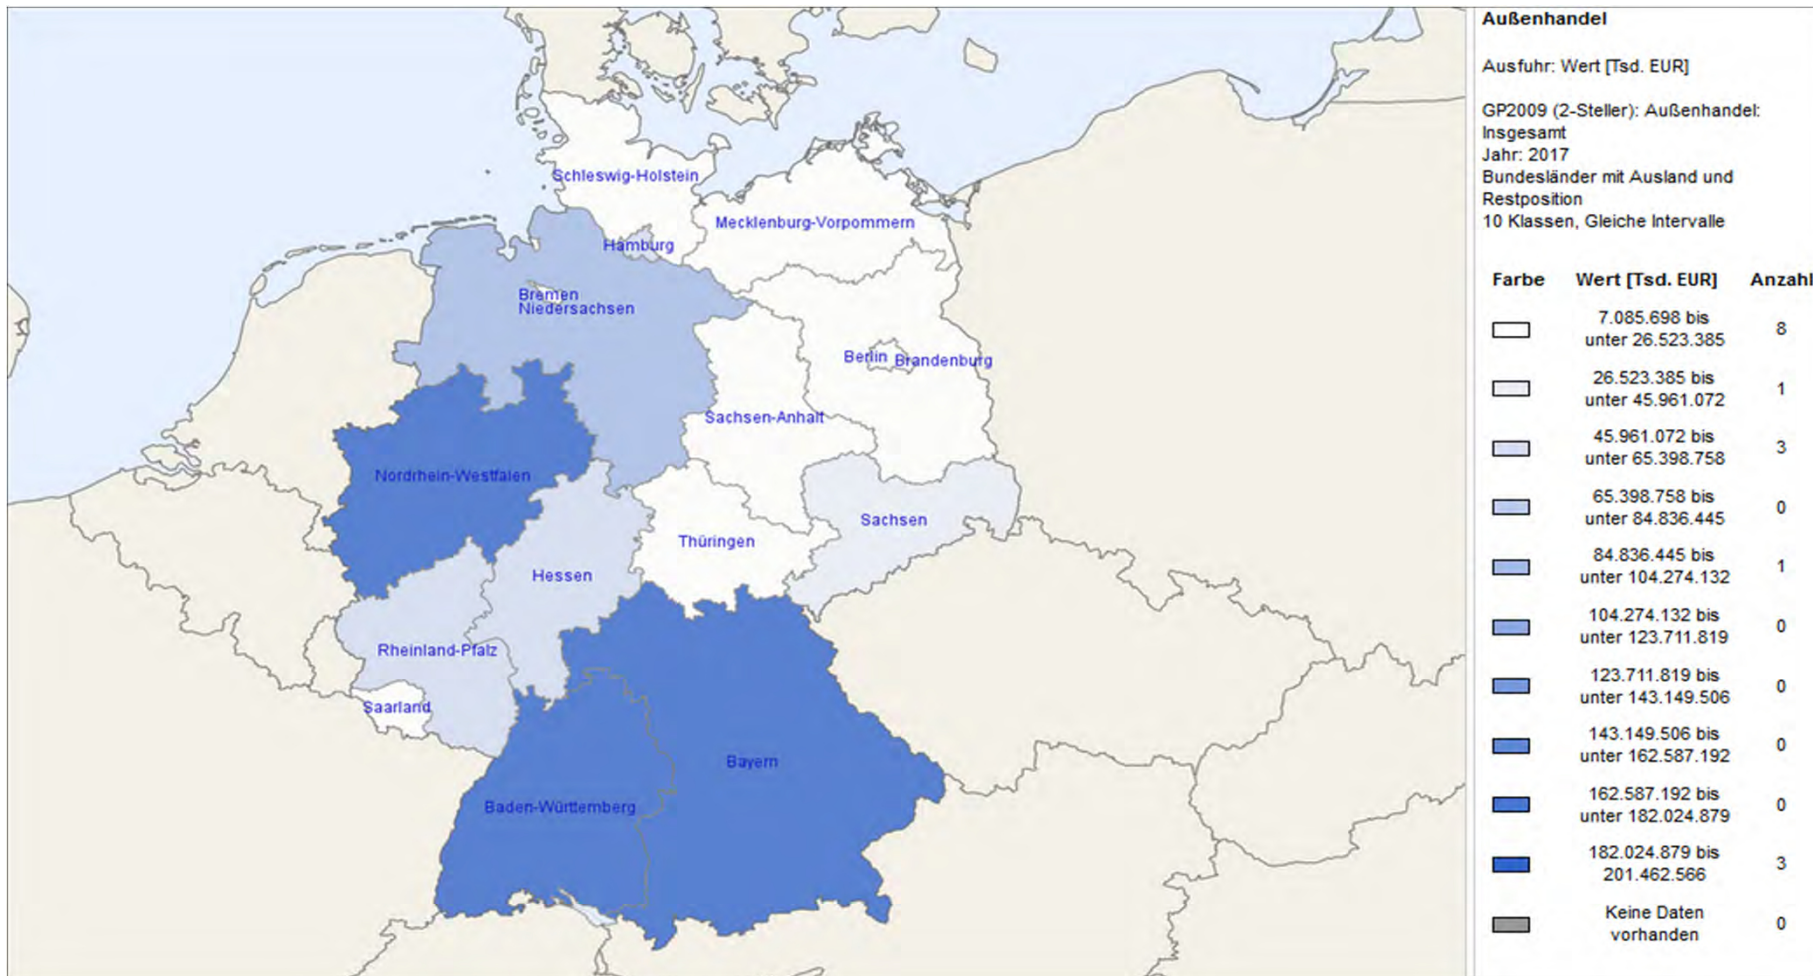 Außenhandel
Ausfuhr: Wert [Tsd. EUR]
GP2009 (2-Steller): Außenhandel:
Insgesamt
Jahr: 2017
Bundesländer mit Ausland und
Restposition
10 Klassen, Gleiche Intervalle
Farbe Wert [Tsd. EUR] Anzahl
7.085.698 bis
unter 26.523.385 8
26.523.385 bis
unter 45.961.072 1
45.961.072 bis
unter 65.398.758 3
65.398.758 bis
unter 84.836.445 0
84.836.445 bis
unter 104.274.132 1
104.274.132 bis
unter 123.711.819 0
123.711.819 bis
unter 143.149.506 0
143.149.506 bis
unter 162.587.192 0
162.587.192 bis
unter 182.024.879 0
182.024.879 bis
201.462.566 3
Keine Daten
vorhanden 0
Schleswig-Holstein
Mecklenburg-Vorpommern
Hamburg
Bremen
Niedersachsen
Berlin
Brandenburg
Sachsen-Anhalt
Nordrhein-Westfalen
Sachsen
Thüringen
Hessen
Rheinland-Pfalz
Saarland
Bayern
Baden-Württemberg